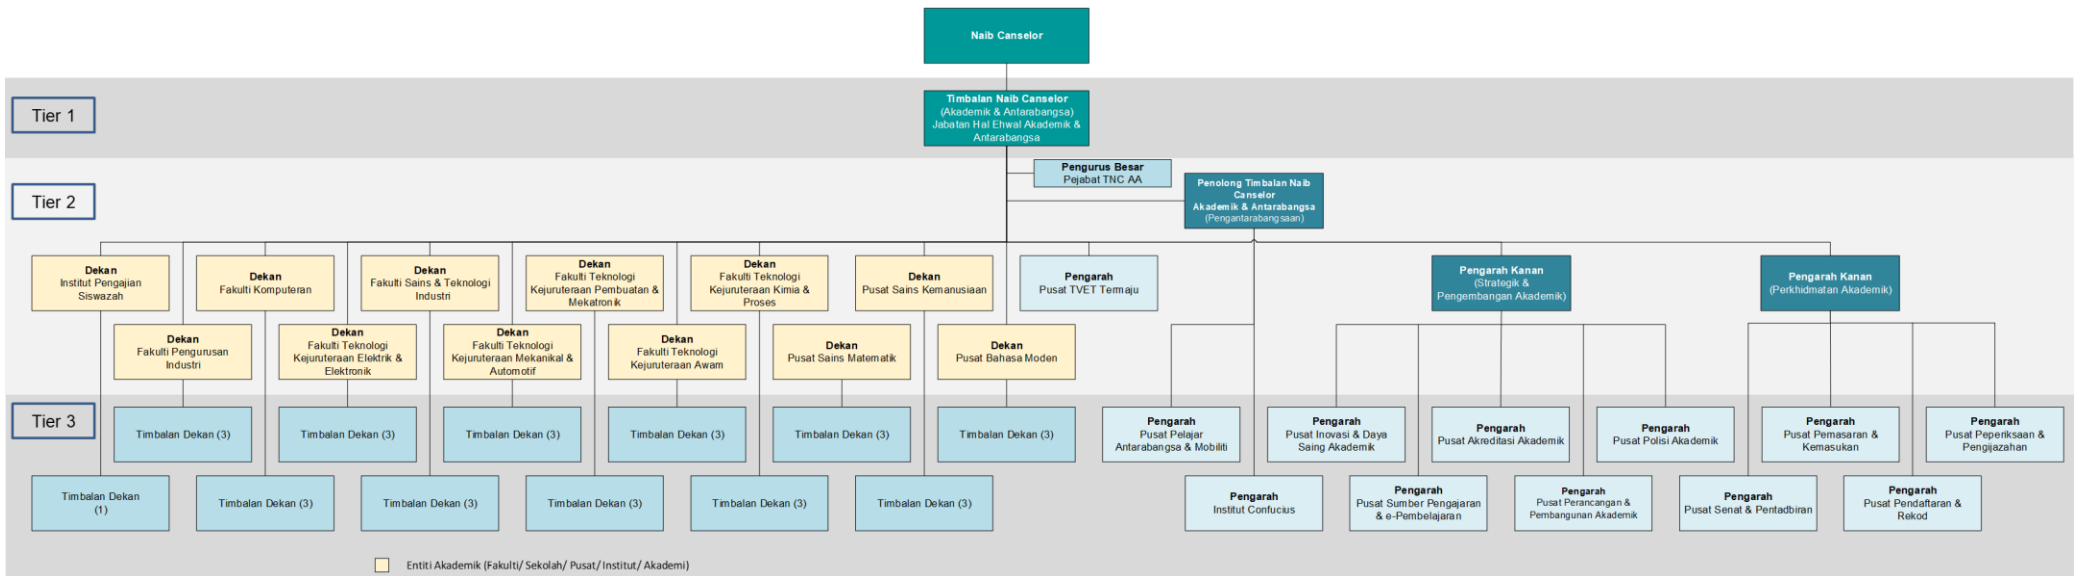 Naib Canselor
Tier 1
Timbalan Naib Canselor
(Akademik & Antarabangsa)
Jabatan Hal Ehwal Akademik &
Antarabangsa
Tier 2
Pengurus Besar
Pejabat TNC AA
Penolong Timbalan Naib
Canselor
Akademik & Antarabangsa
(Pengantarabangsaan)
Dekan
Institut Pengajian
Siswazah
Dekan
Fakulti Komputeran
Dekan
Fakulti Sains & Teknologi
Industri
Dekan
Fakulti Teknologi
Kejuruteraan Pembuatan &
Mekatronik
Dekan
Fakulti Teknologi
Kejuruteraan Kimia &
Proses
Dekan
Pusat Sains Kemanusiaan
Pengarah
Pusat TVET Termaju
Pengarah Kanan
(Strategik &
Pengembangan Akademik)
Pengarah Kanan
(Perkhidmatan Akademik)
Dekan
Fakulti Pengurusan
Industri
Dekan
Fakulti Teknologi
Kejuruteraan Elektrik &
Elektronik
Dekan
Fakulti Teknologi
Kejuruteraan Mekanikal &
Automotif
Dekan
Fakulti Teknologi
Kejuruteraan Awam
Dekan
Pusat Sains Matematik
Dekan
Pusat Bahasa Moden
Tier 3
Timbalan Dekan (3)
Timbalan Dekan (3)
Timbalan Dekan (3)
Timbalan Dekan (3)
Timbalan Dekan (3)
Timbalan Dekan (3)
Pengarah
Pusat Pelajar
Antarabangsa & Mobiliti
Pengarah
Pusat Inovasi & Daya
Saing Akademik
Pengarah
Pusat Akreditasi Akademik
Pengarah
Pusat Polisi Akademik
Pengarah
Pusat Pemasaran &
Kemasukan
Pengarah
Pusat Peperiksaan &
Pengijazahan
Timbalan Dekan
(1)
Timbalan Dekan (3)
Timbalan Dekan (3)
Timbalan Dekan (3)
Timbalan Dekan (3)
Timbalan Dekan (3)
Pengarah
Institut Confucius
Pengarah
Pusat Sumber Pengajaran
& e-Pembelajaran
Pengarah
Pusat Perancangan &
Pembangunan Akademik
Pengarah
Pusat Senat & Pentadbiran
Pengarah
Pusat Pendaftaran &
Rekod
Entiti Akademik (Fakulti/ Sekolah/ Pusat/ Institut/ Akademi)